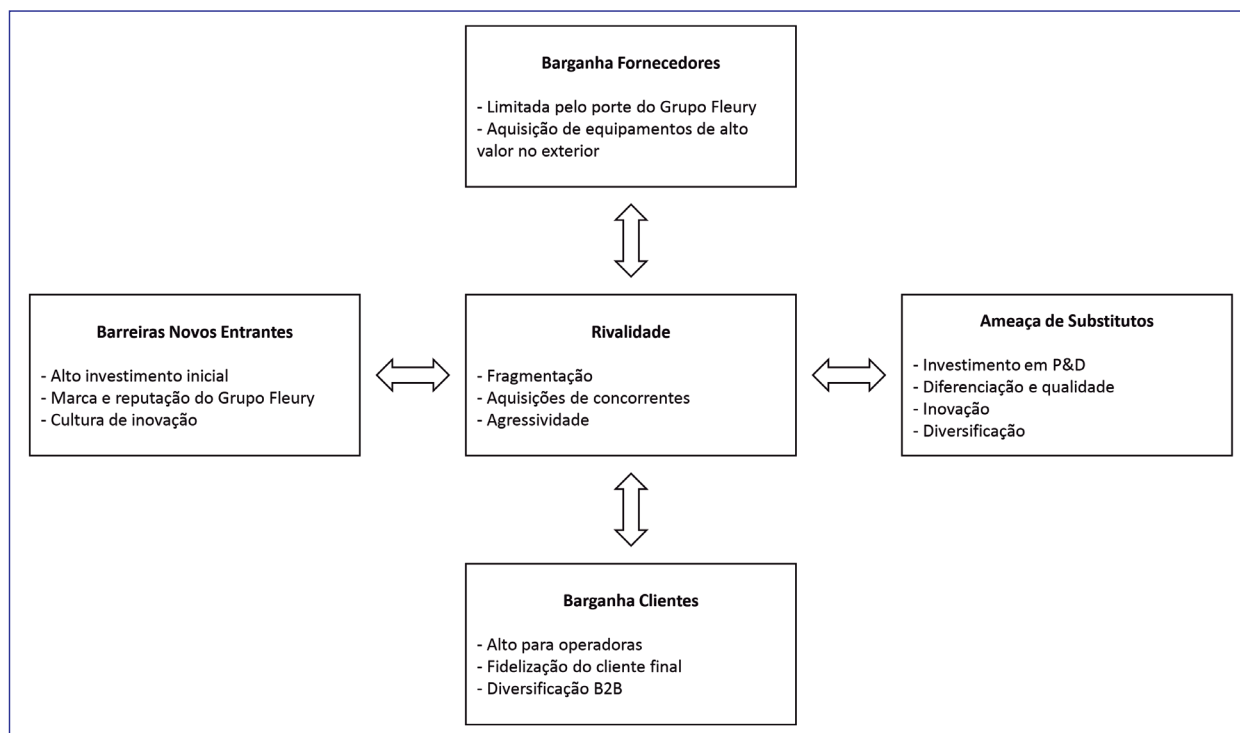 Barganha Fornecedores
- Limitada pelo porte do Grupo Fleury
- Aquisição de equipamentos de alto
valor no exterior
Barreiras Novos Entrantes
- Alto investimento inicial
- Marca e reputação do Grupo Fleury
- Cultura de inovação
Rivalidade
- Fragmentação
- Aquisições de concorrentes
- Agressividade
Ameaça de Substitutos
- Investimento em P&D
- Diferenciação e qualidade
- Inovação
- Diversificação
Barganha Clientes
- Alto para operadoras
- Fidelização do cliente final
- Diversificação B2B